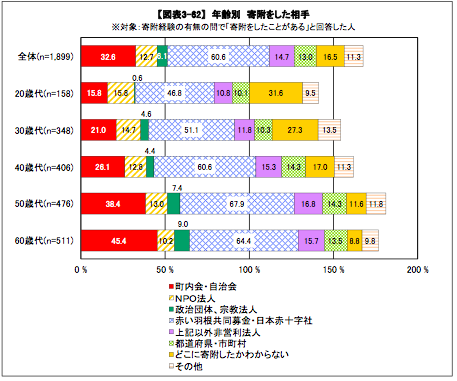 【図表3-62】 年齢別 寄附をした相手
※対象:寄附経験の有無の問で「寄附をしたことがある」と回答した人
全体(n=1,899) 32.6 12.7 6.1 60.6 14.7 13.0 16.5 11.3
0.6
20歳代(n=158) 15.8 15.8 46.8 10.8 10.1 31.6 9.5
4.6
30歳代(n=348) 21.0 14.7 51.1 11.8 10.3 27.3 13.5
4.4
40歳代(n=406) 26.1 12.8 60.6 15.3 14.3 17.0 11.3
7.4
50歳代(n=476) 38.4 13.0 67.9 16.8 14.3 11.6 11.8
9.0
60歳代(n=511) 45.4 10.2 64.4 15.7 13.5 8.8 9.8
0 % 50 % 100 % 150 % 200 %
町内会・自治会
NPO法人
政治団体、宗教法人
赤い羽根共同募金・日本赤十字社
上記以外非営利法人
都道府県・市町村
どこに寄附したかわからない
その他